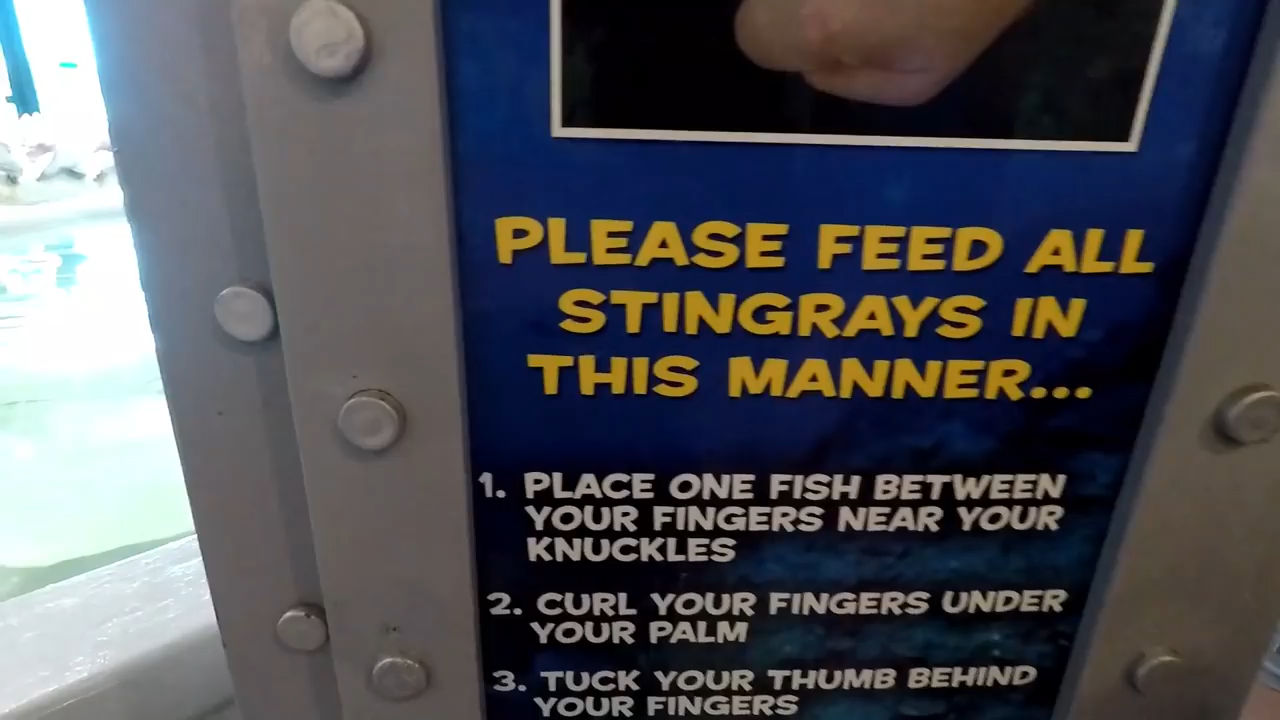 PLEASE FEED ALL
STINGRAYS IN
THIS MANNER...
1. PLACE ONE FISH BETWEEN
YOUR FINGERS NEAR YOUR
KNUCKLES
2. CURL YOUR FINGERS UNDER
YOUR PALM
3. TUCK YOUR THUMB BEHIND
YOUR FINGERS